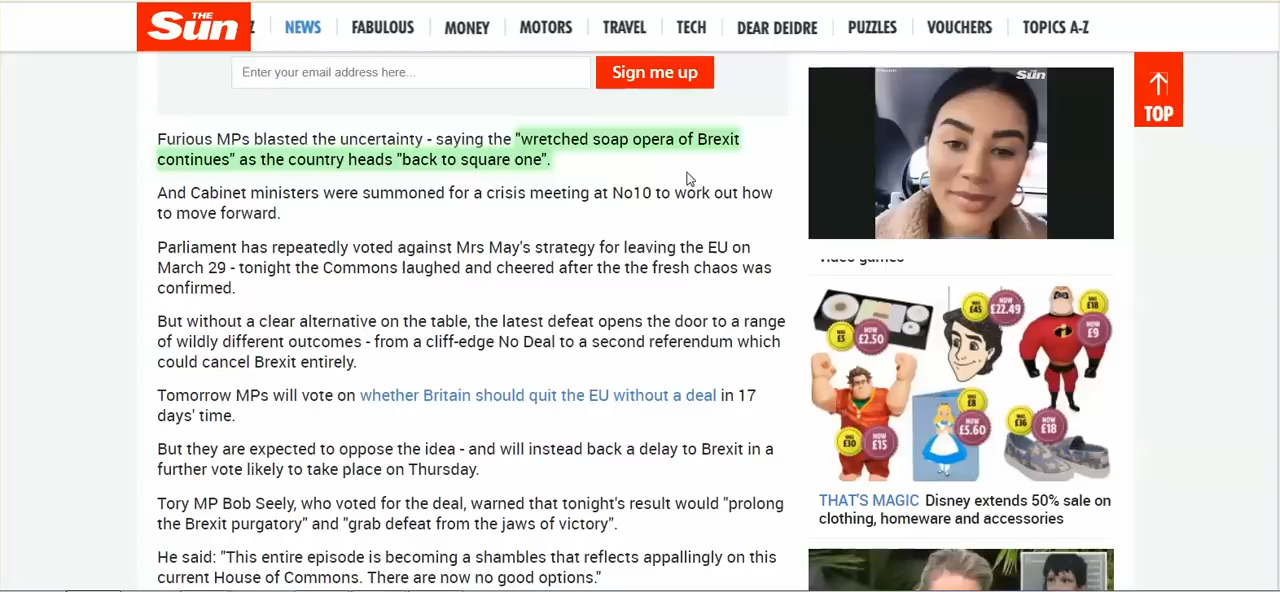 THE
Sun
Z
NEWS
FABULOUS
MONEY
MOTORS
TRAVEL
TECH
DEAR DEIDRE
PUZZLES
VOUCHERS
TOPICS A-Z
Enter your email address here...
Sign me up
TOP
Furious MPs blasted the uncertainty - saying the "wretched soap opera of Brexit
continues" as the country heads "back to square one".
And Cabinet ministers were summoned for a crisis meeting at No10 to work out how
to move forward.
Parliament has repeatedly voted against Mrs May's strategy for leaving the EU on
March 29 - tonight the Commons laughed and cheered after the the fresh chaos was
confirmed.
But without a clear alternative on the table, the latest defeat opens the door to a range
of wildly different outcomes - from a cliff-edge No Deal to a second referendum which
could cancel Brexit entirely.
Tomorrow MPs will vote on whether Britain should quit the EU without a deal in 17
days' time.
But they are expected to oppose the idea - and will instead back a delay to Brexit in a
further vote likely to take place on Thursday.
Tory MP Bob Seely, who voted for the deal, warned that tonight's result would "prolong
the Brexit purgatory" and "grab defeat from the jaws of victory".
He said: "This entire episode is becoming a shambles that reflects appallingly on this
current House of Commons. There are now no good options."
Sun
video games
WAS £5
NOW £2.50
WAS £45
NOW £22.49
WAS £18
NOW £9
WAS £30
NOW £15
WAS £8
NOW £5.60
WAS £36
NOW £18
THAT'S MAGIC Disney extends 50% sale on
clothing, homeware and accessories